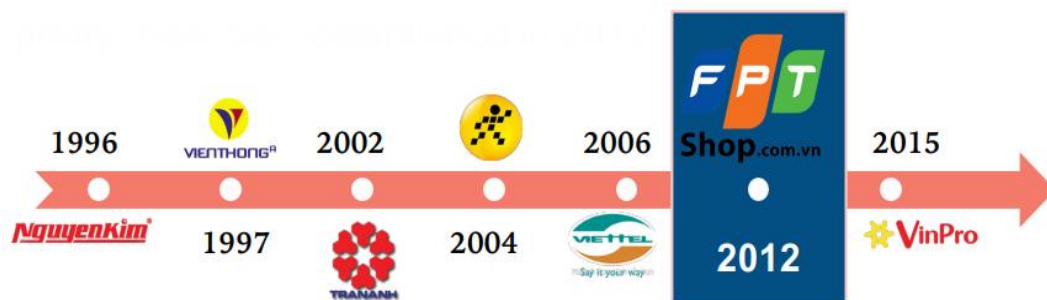 1996
VIENTHONGA
2002
2006
FPT
Shop.com.vn
2015
NguyenKim
1997
TRANANH
2004
VIETTEL
Say it your way
2012
VinPro